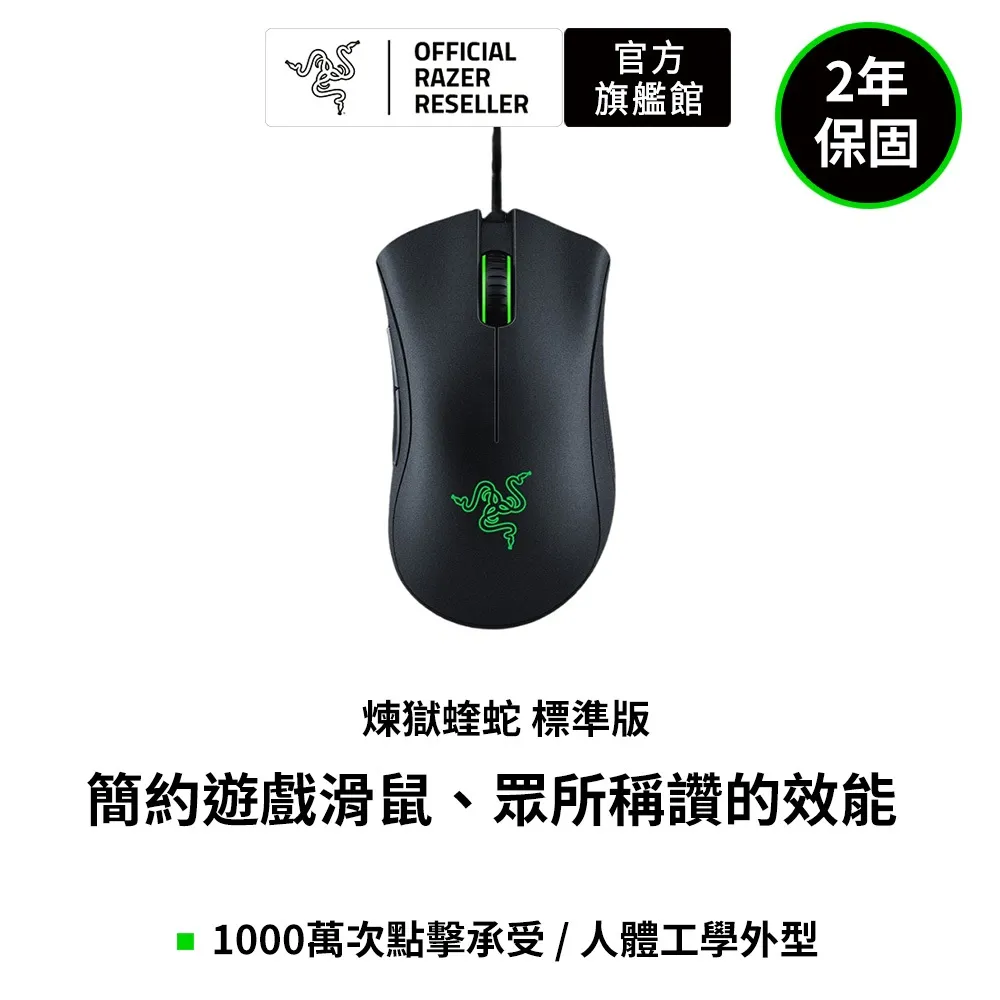 OFFICIAL
RAZER
RESELLER
官方
旗艦館
2年
保固
煉獄蝰蛇 標準版
簡約遊戲滑鼠、眾所稱讚的效能
1000萬次點擊承受 / 人體工學外型